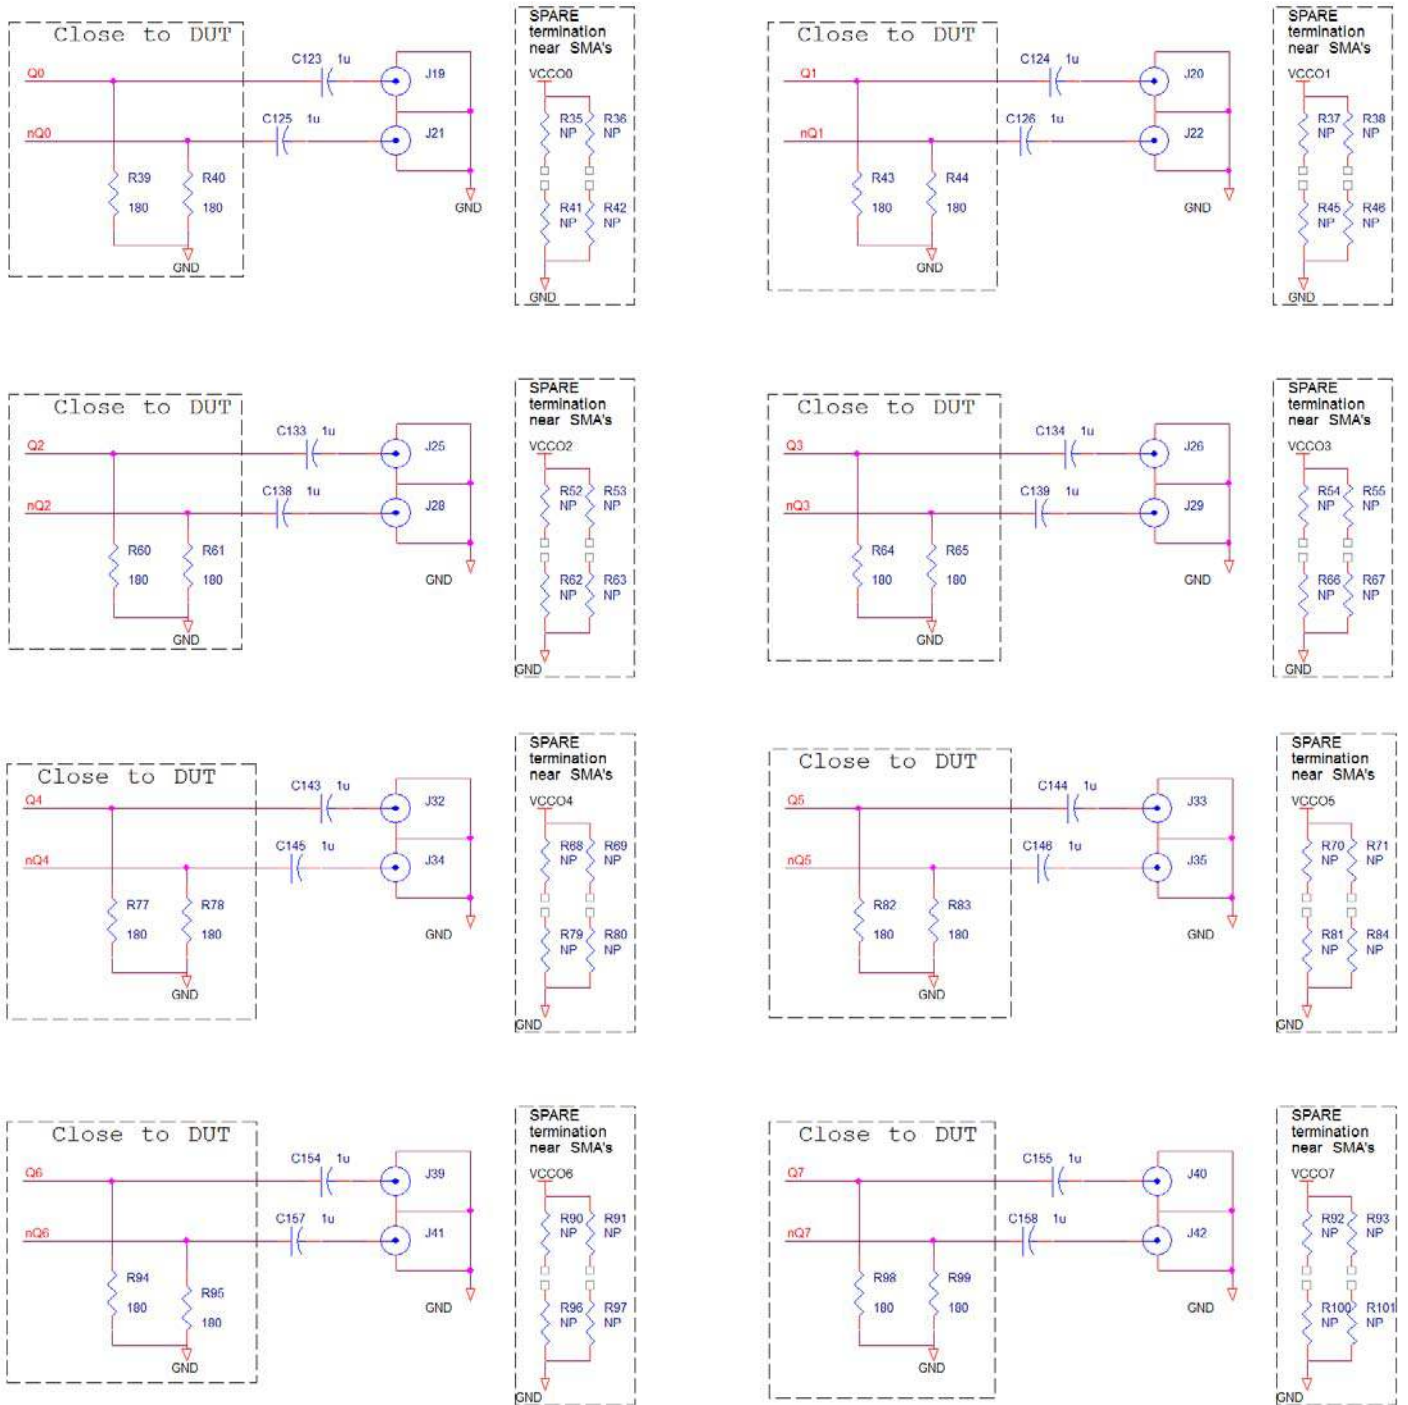 Close to DUT
Q0
nQ0
C123 1u
C125 1u
J19
J21
R39
180
R40
180
GND
GND
SPARE
termination
near SMA's
VCCO0
R35 R36
NP NP
R41 R42
NP NP
GND
Close to DUT
Q1
nQ1
C124 1u
C126 1u
J20
J22
R43
180
R44
180
GND
GND
SPARE
termination
near SMA's
VCCO1
R37 R38
NP NP
R45 R46
NP NP
GND
Close to DUT
Q2
nQ2
C133 1u
C138 1u
J25
J28
R60
180
R61
180
GND
GND
SPARE
termination
near SMA's
VCCO2
R52 R53
NP NP
R62 R63
NP NP
GND
Close to DUT
Q3
nQ3
C134 1u
C139 1u
J26
J29
R64
180
R65
180
GND
GND
SPARE
termination
near SMA's
VCCO3
R54 R55
NP NP
R66 R67
NP NP
GND
Close to DUT
Q4
nQ4
C143 1u
C145 1u
J32
J34
R77
180
R78
180
GND
GND
SPARE
termination
near SMA's
VCCO4
R68 R69
NP NP
R79 R80
NP NP
GND
Close to DUT
Q5
nQ5
C144 1u
C146 1u
J33
J35
R82
180
R83
180
GND
GND
SPARE
termination
near SMA's
VCCO5
R70 R71
NP NP
R81 R84
NP NP
GND
Close to DUT
Q6
nQ6
C154 1u
C157 1u
J39
J41
R94
180
R95
180
GND
GND
SPARE
termination
near SMA's
VCCO6
R90 R91
NP NP
R96 R97
NP NP
GND
Close to DUT
Q7
nQ7
C155 1u
C158 1u
J40
J42
R98
180
R99
180
GND
GND
SPARE
termination
near SMA's
VCCO7
R92 R93
NP NP
R100 R101
NP NP
GND